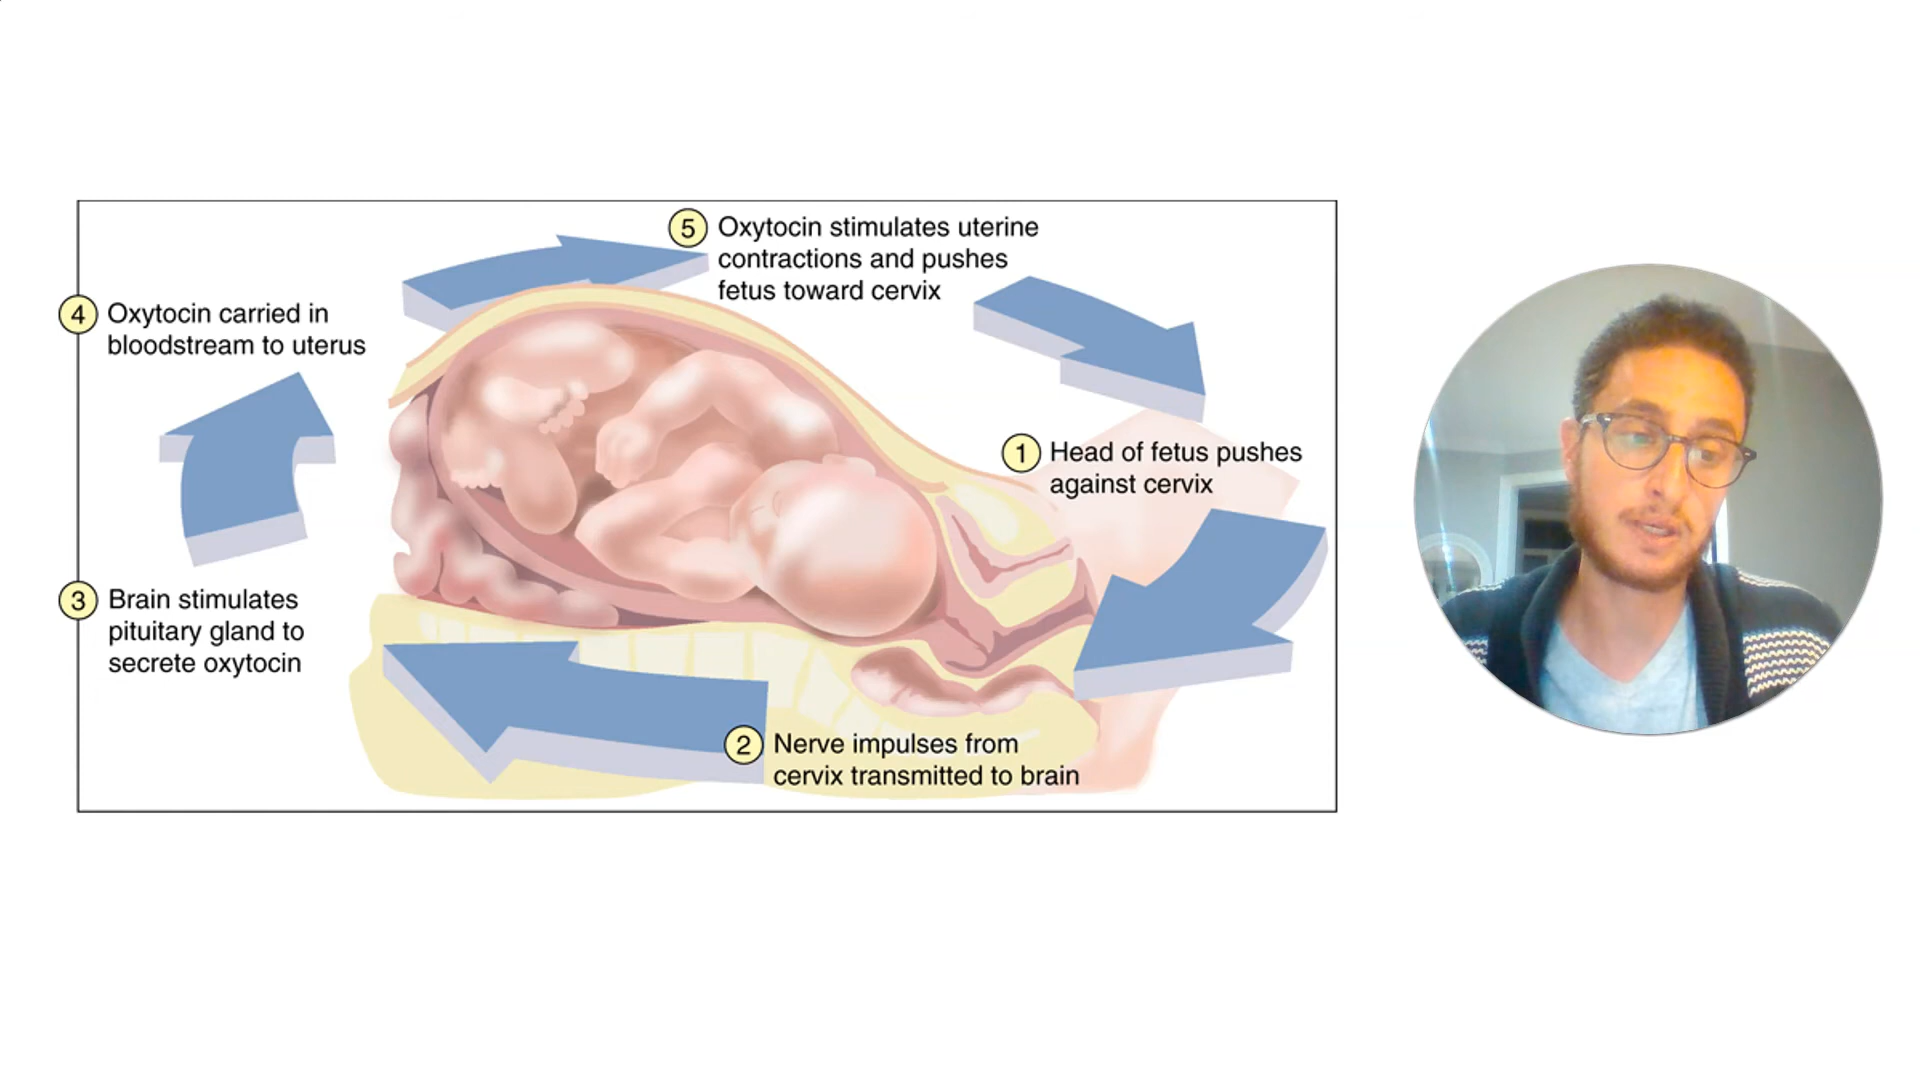 5 Oxytocin stimulates uterine
contractions and pushes
fetus toward cervix
4 Oxytocin carried in
bloodstream to uterus
1 Head of fetus pushes
against cervix
3 Brain stimulates
pituitary gland to
secrete oxytocin
2 Nerve impulses from
cervix transmitted to brain